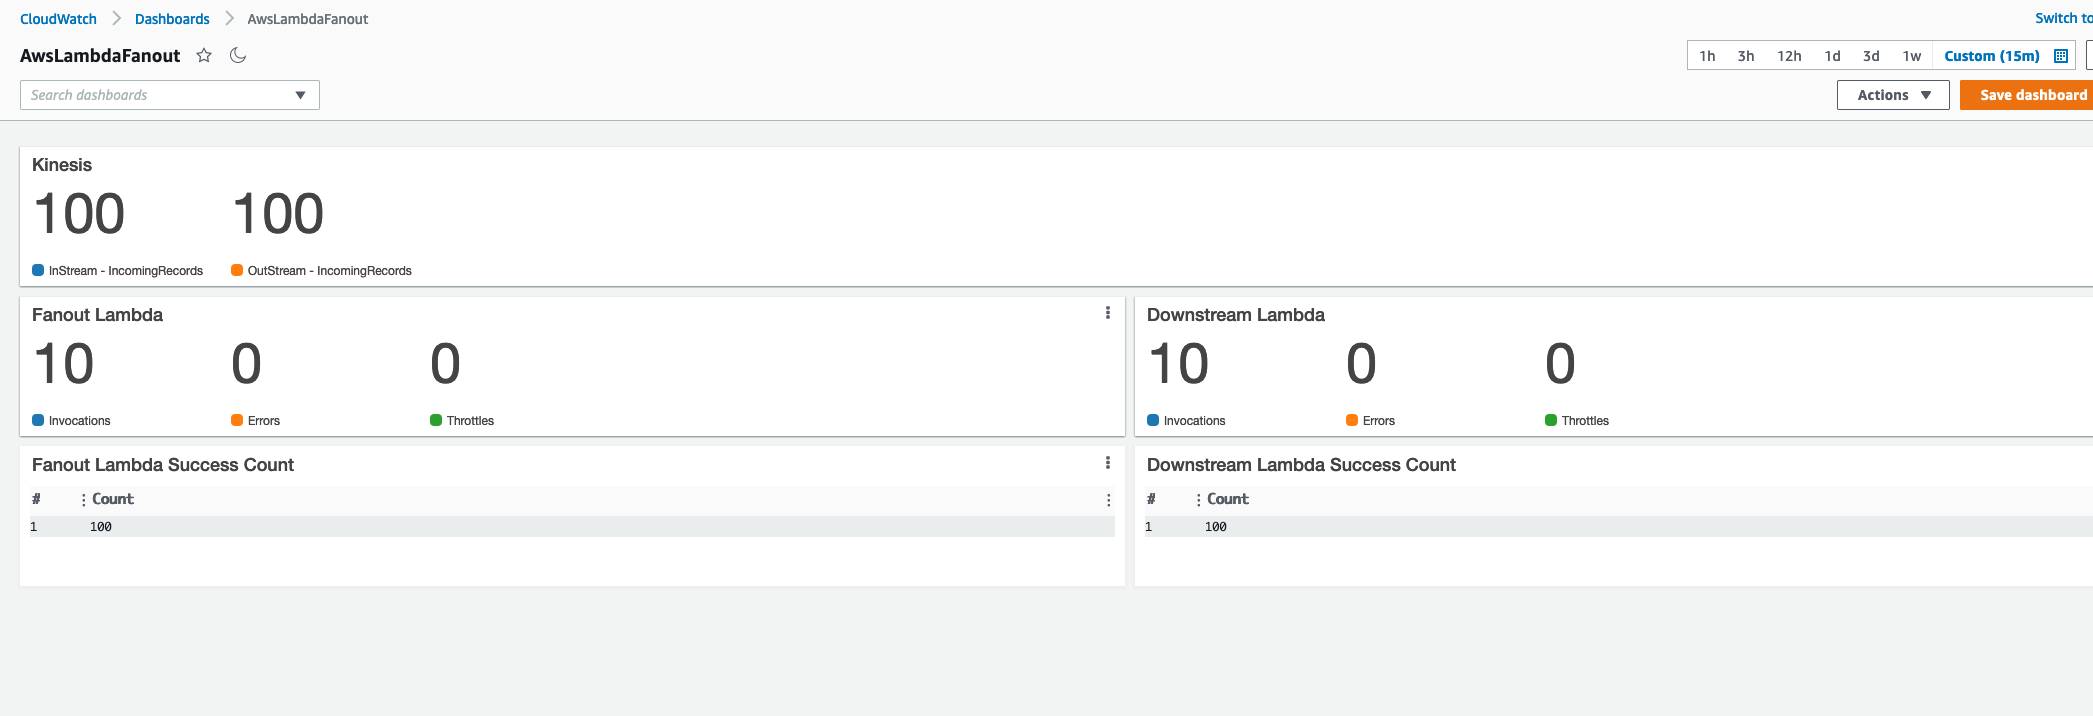 CloudWatch > Dashboards > AwsLambdaFanout
Switch to
AwsLambdaFanout
1h 3h 12h 1d 3d 1w Custom (15m)
Search dashboards
Actions
Save dashboard
Kinesis
100 100
InStream - IncomingRecords OutStream - IncomingRecords
Fanout Lambda
10 0 0
Invocations Errors Throttles
Downstream Lambda
10 0 0
Invocations Errors Throttles
Fanout Lambda Success Count
# Count
1 100
Downstream Lambda Success Count
# Count
1 100